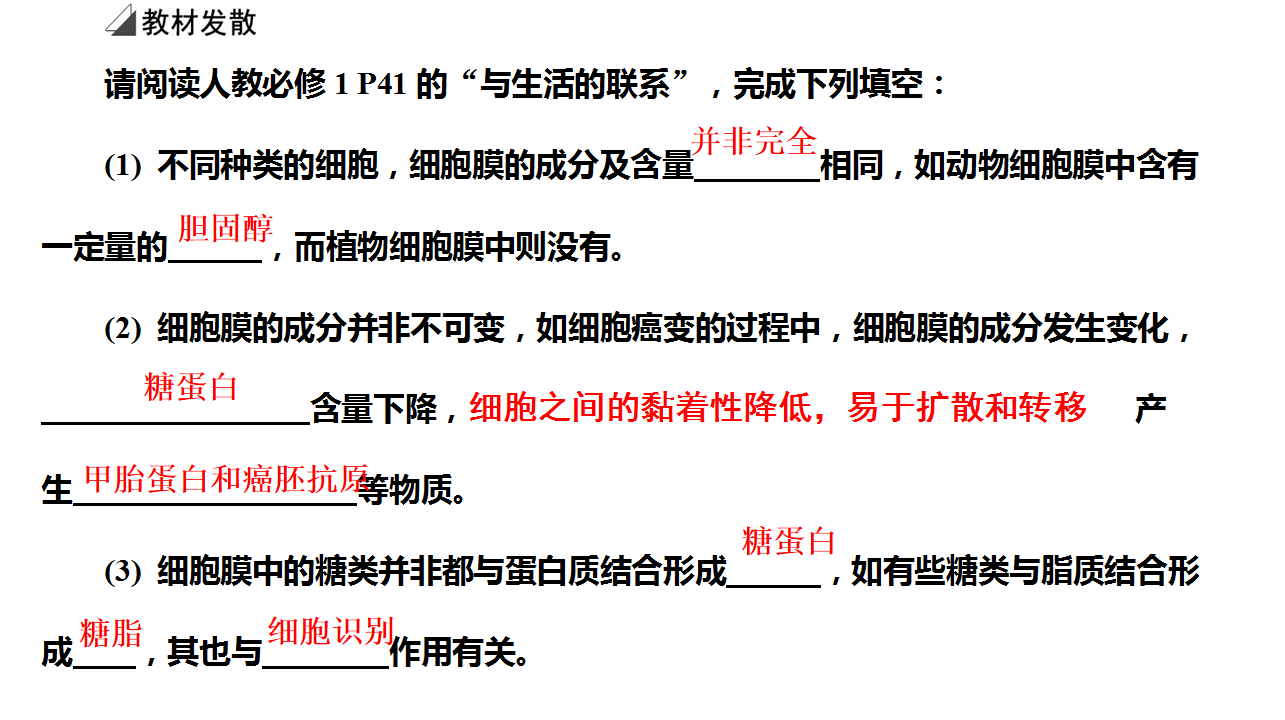 教材发散
请阅读人教必修 1 P41 的“与生活的联系”，完成下列填空：
(1) 不同种类的细胞，细胞膜的成分及含量并非完全相同，如动物细胞膜中含有
一定量的胆固醇，而植物细胞膜中则没有。
(2) 细胞膜的成分并非不可变，如细胞癌变的过程中，细胞膜的成分发生变化，
糖蛋白含量下降，细胞之间的黏着性降低，易于扩散和转移 产
生甲胎蛋白和癌胚抗原等物质。
(3) 细胞膜中的糖类并非都与蛋白质结合形成糖蛋白，如有些糖类与脂质结合形
成糖脂，其也与细胞识别作用有关。